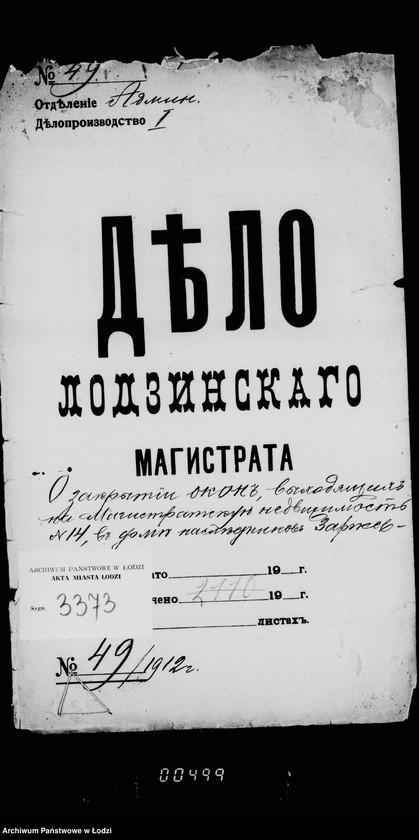 № 49.
Отдѣленіе Админ.
Дѣлопроизводство I
ДѢЛО
ЛОДЗИНСКАГО
МАГИСТРАТА
О закрытіи оконъ, выходящихъ
на Магистратскую недвижимость
№ 14, въ домѣ наслѣдниковъ Заржев-
ARCHIWUM PAŃSTWOWE W ŁODZI
AKTA MIASTA ŁODZI
Sygn. 3373
ато 19 г.
чено 2110 19 г.
листахъ.
№ 49/1912 г.
00499
Archiwum Państwowe w Łodzi